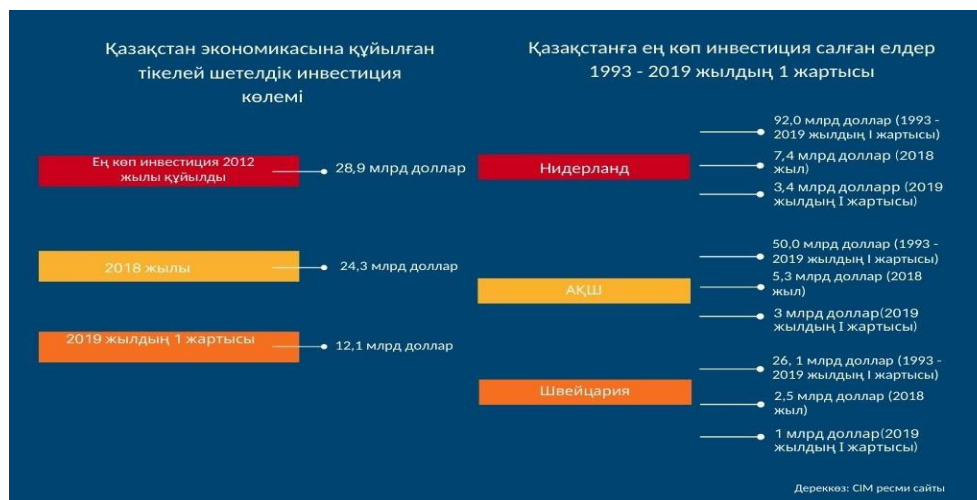 Қазақстан экономикасына құйылған
тікелей шетелдік инвестиция
көлемі
Ең көп инвестиция 2012
жылы құйылды
28,9 млрд доллар
2018 жылы
24,3 млрд доллар
2019 жылдың 1 жартысы
12,1 млрд доллар
Қазақстанға ең көп инвестиция салған елдер
1993 - 2019 жылдың 1 жартысы
Нидерланд
92,0 млрд доллар (1993 -
2019 жылдың I жартысы)
7,4 млрд доллар (2018
жыл)
3,4 млрд долларр (2019
жылдың I жартысы)
АҚШ
50,0 млрд доллар (1993 -
2019 жылдың I жартысы)
5,3 млрд доллар (2018
жыл)
3 млрд доллар(2019
жылдың I жартысы)
Швейцария
26, 1 млрд доллар (1993 -
2019 жылдың I жартысы)
2,5 млрд доллар (2018
жыл)
1 млрд доллар(2019
жылдың I жартысы)
Дереккөз: СІМ ресми сайты